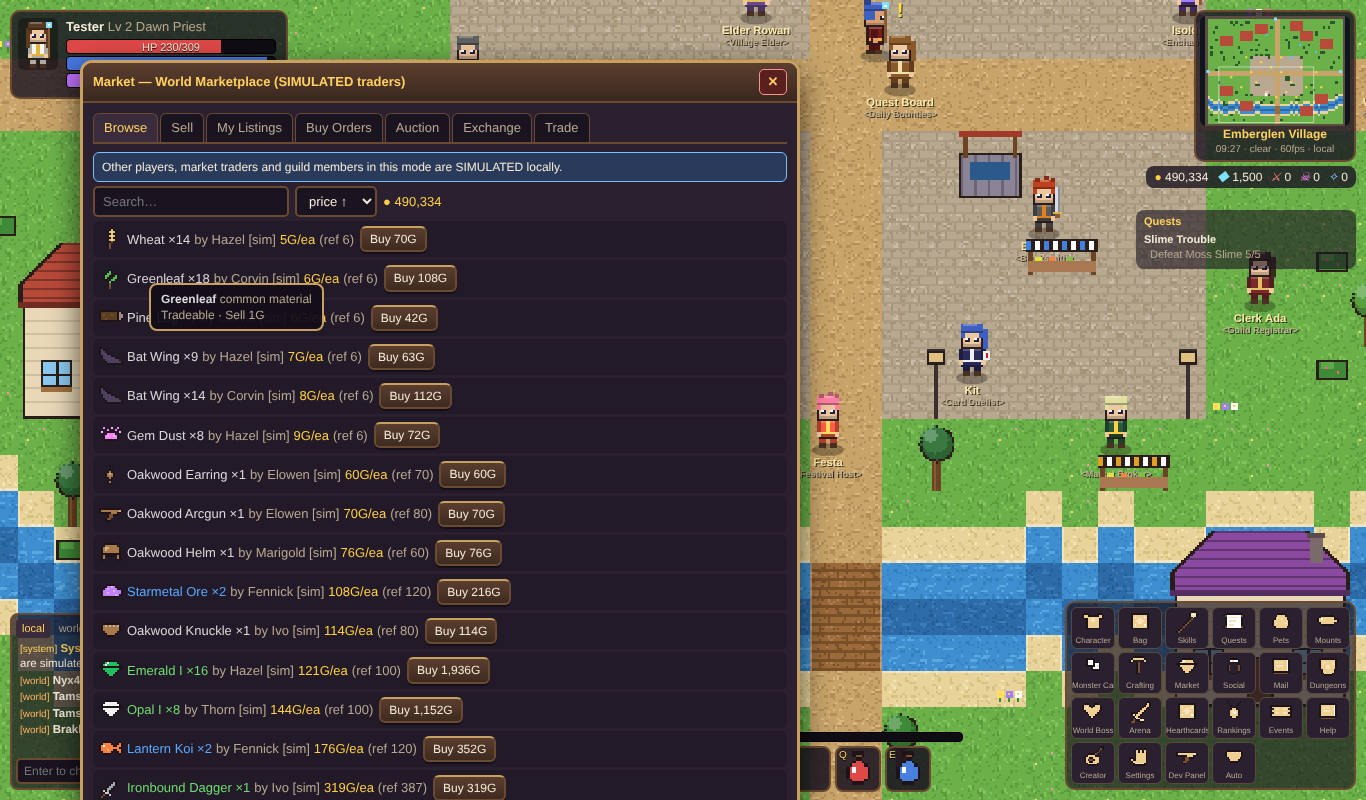 Tester Lv 2 Dawn Priest
HP 230/309
Elder Rowan
<Village Elder>
!
Quest Board
<Daily Bounties>
Emberglen Village
09:27 · clear · 60fps · local
490,334 1,500 0 0 0
Quests
Slime Trouble
Defeat Moss Slime 5/5
Clerk Ada
<Guild Registrar>
Kit
<Card Duelist>
Festa
Festival Host>
Market — World Marketplace (SIMULATED traders)
✕
Browse Sell My Listings Buy Orders Auction Exchange Trade
Other players, market traders and guild members in this mode are SIMULATED locally.
Search… price ↑ 490,334
Wheat ×14 by Hazel [sim] 5G/ea (ref 6) Buy 70G
Greenleaf ×18 by Corvin [sim] 6G/ea (ref 6) Buy 108G
Greenleaf common material
Tradeable · Sell 1G
Pine (ref 6) Buy 42G
Bat Wing ×9 by Hazel [sim] 7G/ea (ref 6) Buy 63G
Bat Wing ×14 by Corvin [sim] 8G/ea (ref 6) Buy 112G
Gem Dust ×8 by Hazel [sim] 9G/ea (ref 6) Buy 72G
Oakwood Earring ×1 by Elowen [sim] 60G/ea (ref 70) Buy 60G
Oakwood Arcgun ×1 by Elowen [sim] 70G/ea (ref 80) Buy 70G
Oakwood Helm ×1 by Marigold [sim] 76G/ea (ref 60) Buy 76G
Starmetal Ore ×2 by Fennick [sim] 108G/ea (ref 120) Buy 216G
Oakwood Knuckle ×1 by Ivo [sim] 114G/ea (ref 80) Buy 114G
Emerald I ×16 by Hazel [sim] 121G/ea (ref 100) Buy 1,936G
Opal I ×8 by Thorn [sim] 144G/ea (ref 100) Buy 1,152G
Lantern Koi ×2 by Fennick [sim] 176G/ea (ref 120) Buy 352G
Ironbound Dagger ×1 by Ivo [sim] 319G/ea (ref 387) Buy 319G
local
[system] Sys
are simulate
[world] Nyx4
[world] Tams
[world] Tams
[world] Brakl
Enter to ch
Q E
Character Bag Skills Quests Pets Mounts
Monster Ca Crafting Market Social Mail Dungeons
World Boss Arena Hearthcards Rankings Events Help
Creator Settings Dev Panel Auto